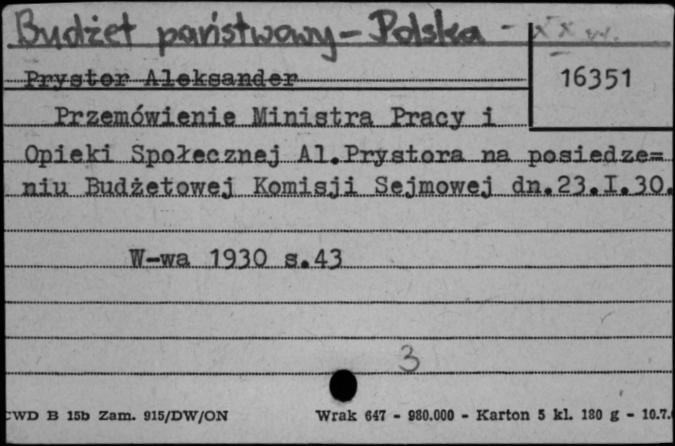 Budżet państwowy - Polska - XX w.
Prystor Aleksander
16351
Przemówienie Ministra Pracy i
Opieki Społecznej Al.Prystora na posiedze=
niu Budżetowej Komisji Sejmowej dn.23.I.30.
W-wa 1930 s.43
3
CWD B 15b Zam. 915/DW/ON Wrak 647 - 980.000 - Karton 5 kl. 180 g - 10.7.